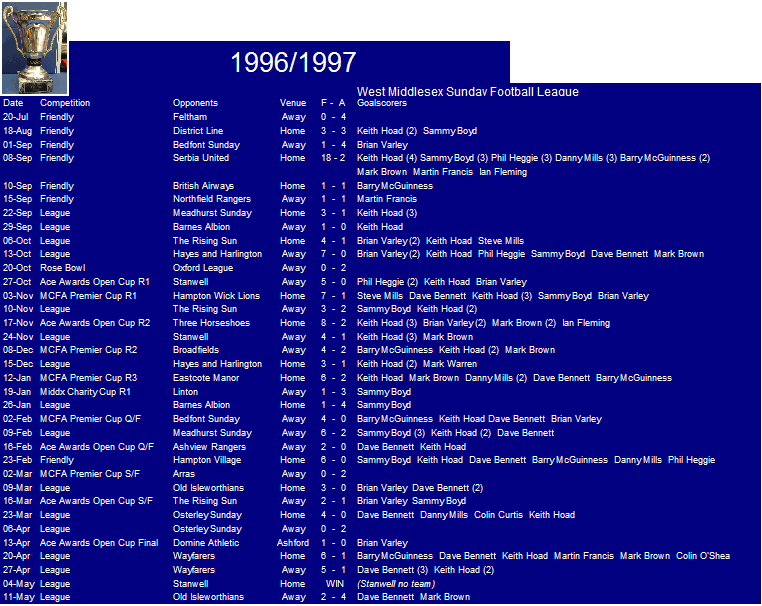 1996/1997
West Middlesex Sunday Football League
Date Competition Opponents Venue F - A Goalscorers
20-Jul Friendly Feltham Away 0 - 4
18-Aug Friendly District Line Home 3 - 3 Keith Hoad (2) Sammy Boyd
01-Sep Friendly Bedfont Sunday Away 1 - 4 Brian Varley
08-Sep Friendly Serbia United Home 18 - 2 Keith Hoad (4) Sammy Boyd (3) Phil Heggie (3) Danny Mills (3) Barry McGuinness (2)
Mark Brown Martin Francis Ian Fleming
10-Sep Friendly British Airways Home 1 - 1 Barry McGuinness
15-Sep Friendly Northfield Rangers Away 1 - 1 Martin Francis
22-Sep League Meadhurst Sunday Home 3 - 1 Keith Hoad (3)
29-Sep League Barnes Albion Away 1 - 0 Keith Hoad
06-Oct League The Rising Sun Home 4 - 1 Brian Varley (2) Keith Hoad Steve Mills
13-Oct League Hayes and Harlington Away 7 - 0 Brian Varley (2) Keith Hoad Phil Heggie Sammy Boyd Dave Bennett Mark Brown
20-Oct Rose Bowl Oxford League Away 0 - 2
27-Oct Ace Awards Open Cup R1 Stanwell Away 5 - 0 Phil Heggie (2) Keith Hoad Brian Varley
03-Nov MCFA Premier Cup R1 Hampton Wick Lions Home 7 - 1 Steve Mills Dave Bennett Keith Hoad (3) Sammy Boyd Brian Varley
10-Nov League The Rising Sun Away 3 - 2 Sammy Boyd Keith Hoad (2)
17-Nov Ace Awards Open Cup R2 Three Horseshoes Home 8 - 2 Keith Hoad (3) Brian Varley (2) Mark Brown (2) Ian Fleming
24-Nov League Stanwell Away 4 - 1 Keith Hoad (3) Mark Brown
08-Dec MCFA Premier Cup R2 Broadfields Away 4 - 2 Barry McGuinness Keith Hoad (2) Mark Brown
15-Dec League Hayes and Harlington Home 3 - 1 Keith Hoad (2) Mark Warren
12-Jan MCFA Premier Cup R3 Eastcote Manor Home 6 - 2 Keith Hoad Mark Brown Danny Mills (2) Dave Bennett Barry McGuinness
19-Jan Middx Charity Cup R1 Linton Away 1 - 3 Sammy Boyd
26-Jan League Barnes Albion Home 1 - 4 Sammy Boyd
02-Feb MCFA Premier Cup Q/F Bedfont Sunday Away 4 - 0 Barry McGuinness Keith Hoad Dave Bennett Brian Varley
09-Feb League Meadhurst Sunday Away 6 - 2 Sammy Boyd (3) Keith Hoad (2) Dave Bennett
16-Feb Ace Awards Open Cup Q/F Ashview Rangers Away 2 - 0 Dave Bennett Keith Hoad
23-Feb Friendly Hampton Village Home 6 - 0 Sammy Boyd Keith Hoad Dave Bennett Barry McGuinness Danny Mills Phil Heggie
02-Mar MCFA Premier Cup S/F Arras Away 0 - 2
09-Mar League Old Isleworthians Home 3 - 0 Brian Varley Dave Bennett (2)
16-Mar Ace Awards Open Cup S/F The Rising Sun Away 2 - 1 Brian Varley Sammy Boyd
23-Mar League Osterley Sunday Home 4 - 0 Dave Bennett Danny Mills Colin Curtis Keith Hoad
06-Apr League Osterley Sunday Away 0 - 2
13-Apr Ace Awards Open Cup Final Domine Athletic Ashford 1 - 0 Brian Varley
20-Apr League Wayfarers Home 6 - 1 Barry McGuinness Dave Bennett Keith Hoad Martin Francis Mark Brown Colin O'Shea
27-Apr League Wayfarers Away 5 - 1 Dave Bennett (3) Keith Hoad (2)
04-May League Stanwell Home WIN (Stanwell no team)
11-May League Old Isleworthians Away 2 - 4 Dave Bennett Mark Brown